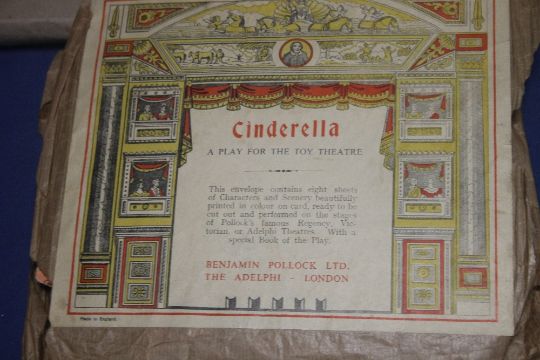 Cinderella
A PLAY FOR THE TOY THEATRE
This envelope contains eight sheets
of Characters and Scenery beautifully
printed in colour on card, ready to be
cut out and performed on the stages
of Pollock's famous Regency, Vic-
torian, or Adelphi Theatres. With a
special Book of the Play.
BENJAMIN POLLOCK LTD.
THE ADELPHI - LONDON
Made in England